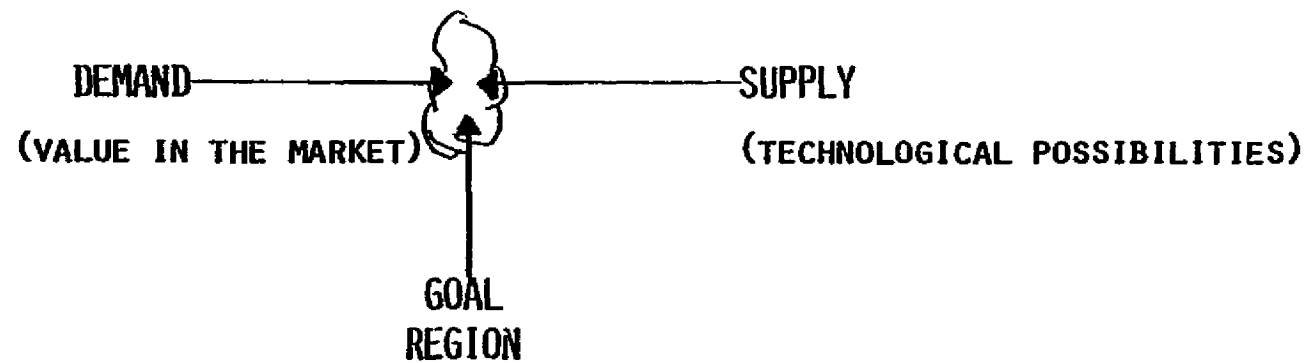 DEMAND SUPPLY
(VALUE IN THE MARKET) (TECHNOLOGICAL POSSIBILITIES)
GOAL
REGION